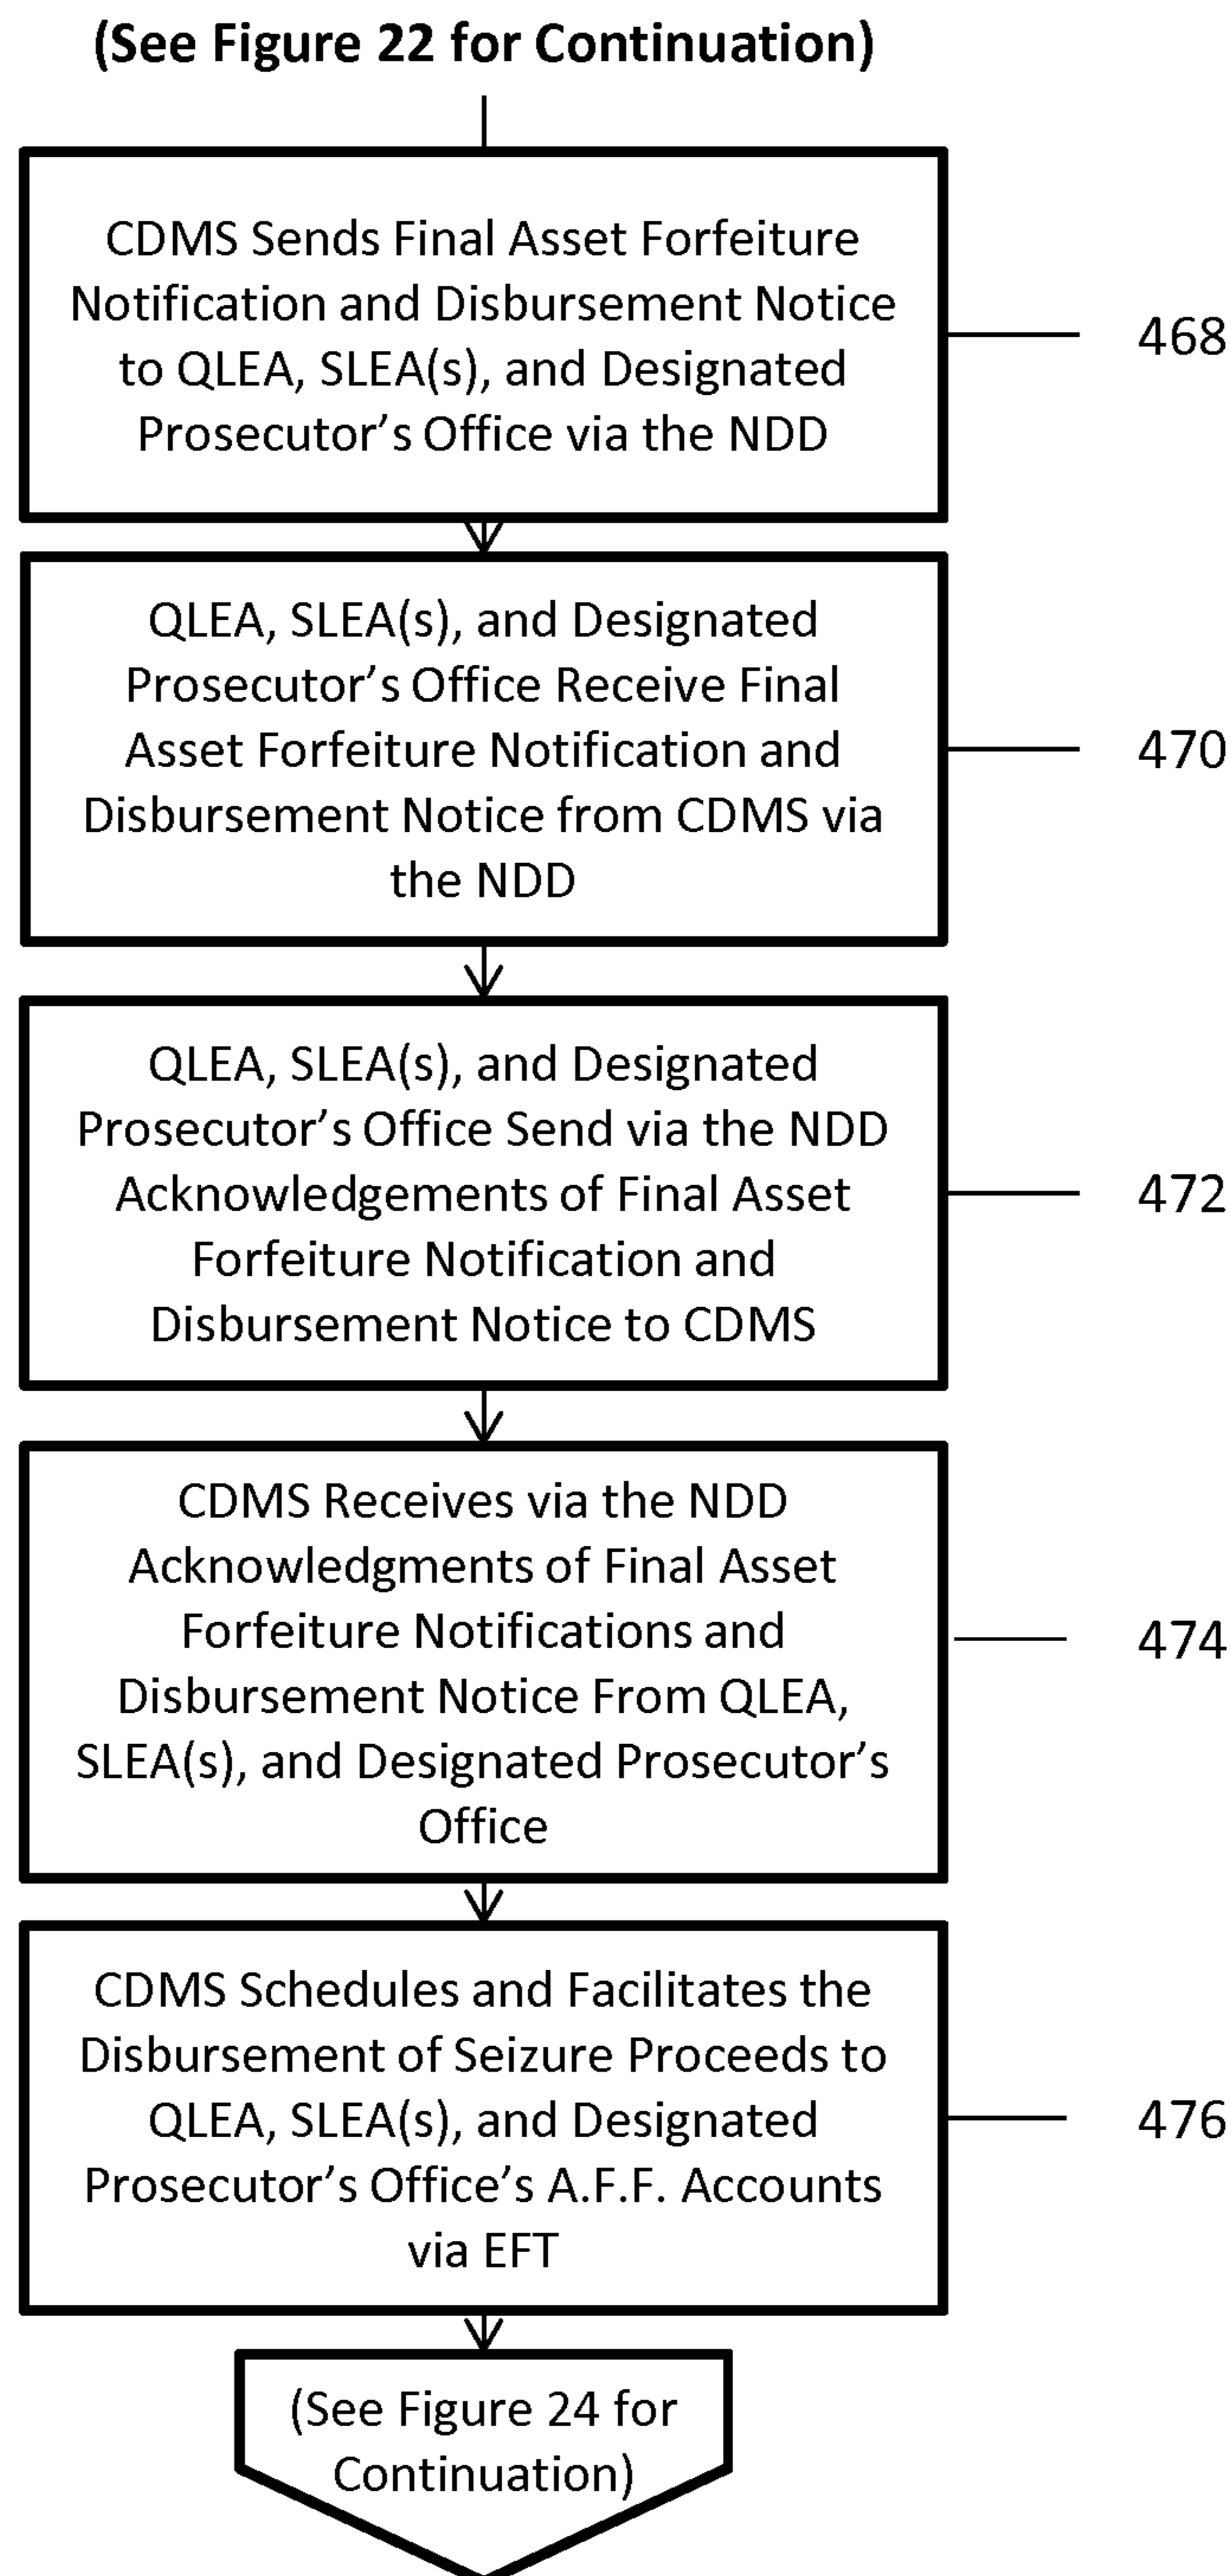 (See Figure 22 for Continuation)
CDMS Sends Final Asset Forfeiture
Notification and Disbursement Notice
to QLEA, SLEA(s), and Designated
Prosecutor’s Office via the NDD
468
QLEA, SLEA(s), and Designated
Prosecutor’s Office Receive Final
Asset Forfeiture Notification and
Disbursement Notice from CDMS via
the NDD
470
QLEA, SLEA(s), and Designated
Prosecutor’s Office Send via the NDD
Acknowledgements of Final Asset
Forfeiture Notification and
Disbursement Notice to CDMS
472
CDMS Receives via the NDD
Acknowledgments of Final Asset
Forfeiture Notifications and
Disbursement Notice From QLEA,
SLEA(s), and Designated Prosecutor’s
Office
474
CDMS Schedules and Facilitates the
Disbursement of Seizure Proceeds to
QLEA, SLEA(s), and Designated
Prosecutor’s Office’s A.F.F. Accounts
via EFT
476
(See Figure 24 for
Continuation)